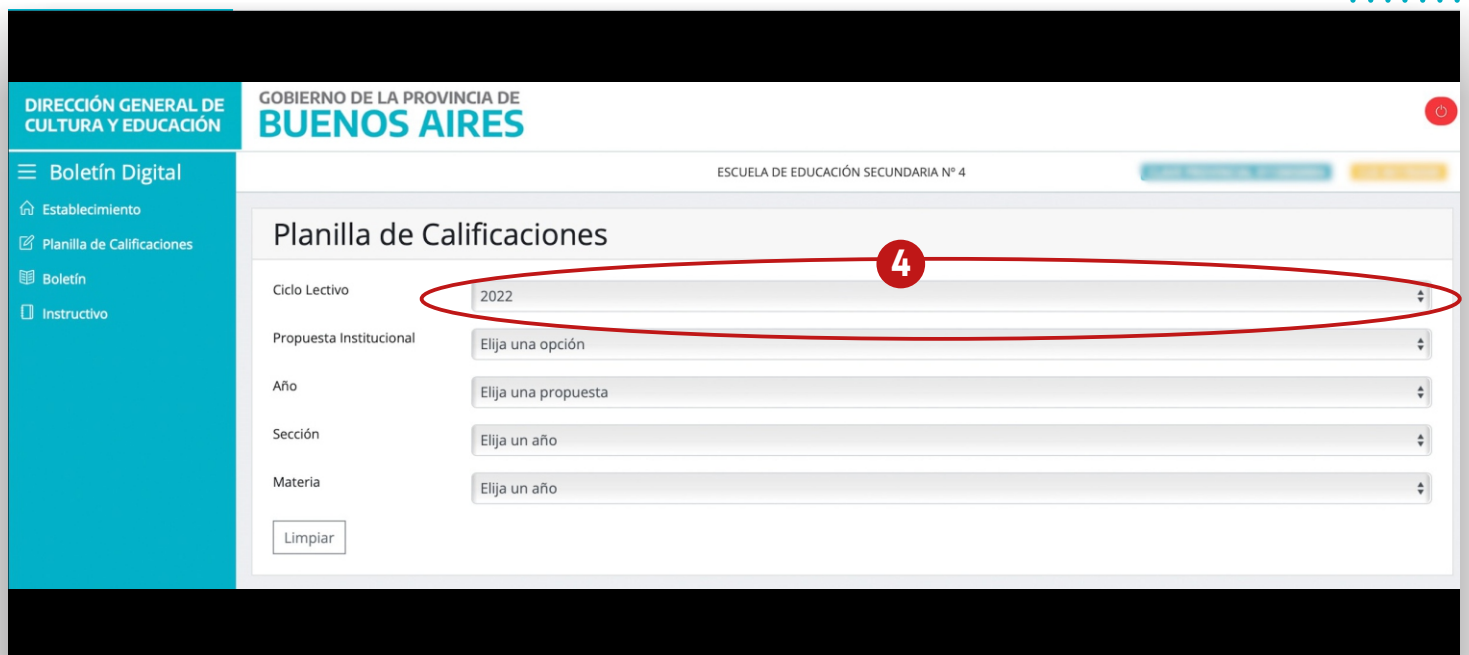 DIRECCIÓN GENERAL DE
CULTURA Y EDUCACIÓN
GOBIERNO DE LA PROVINCIA DE
BUENOS AIRES
Boletín Digital
ESCUELA DE EDUCACIÓN SECUNDARIA Nº 4
Establecimiento
Planilla de Calificaciones
Boletín
Instructivo
Planilla de Calificaciones
4
Ciclo Lectivo
2022
Propuesta Institucional
Elija una opción
Año
Elija una propuesta
Sección
Elija un año
Materia
Elija un año
Limpiar